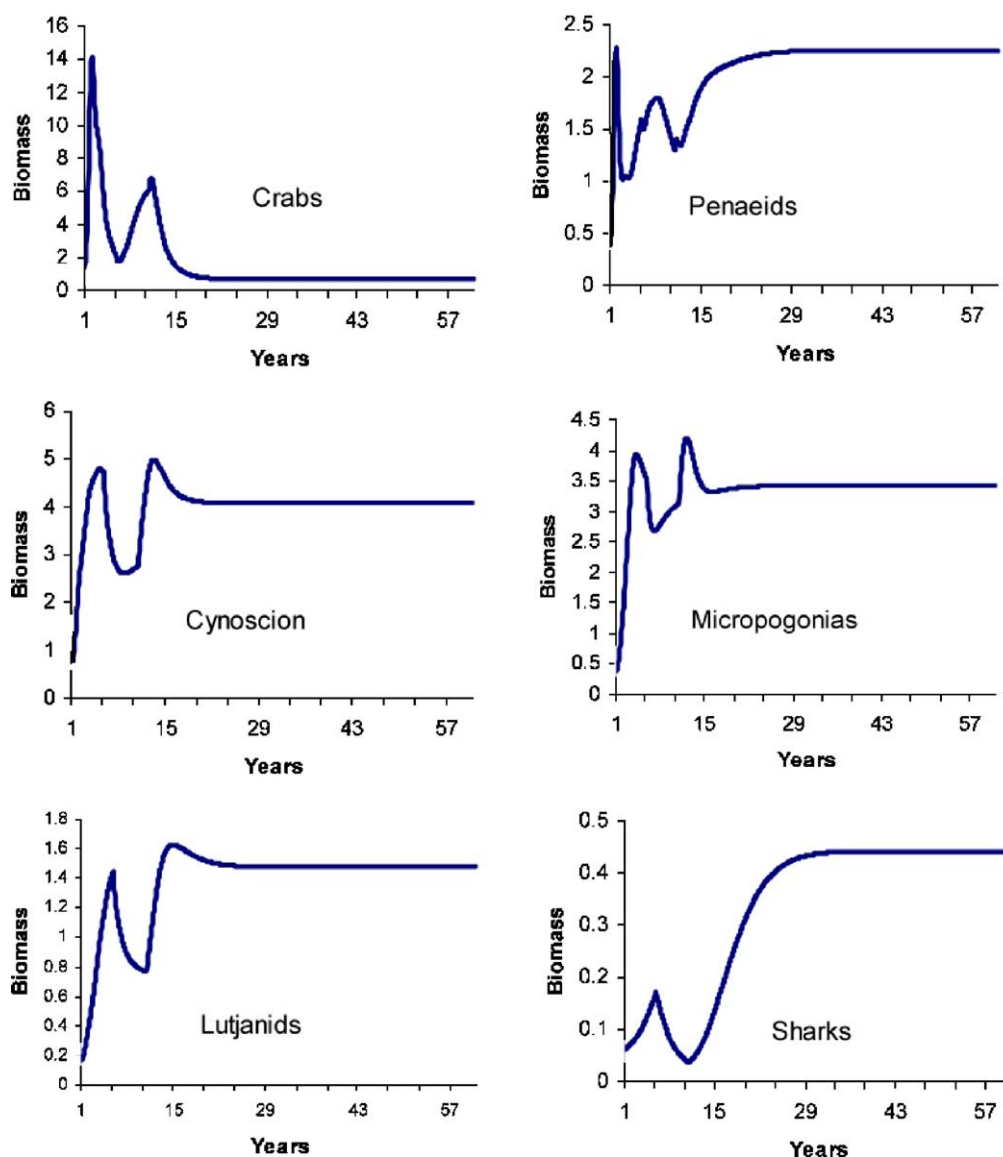 16
14
12
10
8
6
4
2
0
Biomass
Crabs
1 15 29 43 57
Years
2.5
2
1.5
1
0.5
0
Biomass
Penaeids
1 15 29 43 57
Years
6
5
4
3
2
1
0
Biomass
Cynoscion
1 15 29 43 57
Years
4.5
4
3.5
3
2.5
2
1.5
1
0.5
0
Biomass
Micropogonias
1 15 29 43 57
Years
1.8
1.6
1.4
1.2
1
0.8
0.6
0.4
0.2
0
Biomass
Lutjanids
1 15 29 43 57
Years
0.5
0.4
0.3
0.2
0.1
0
Biomass
Sharks
1 15 29 43 57
Years